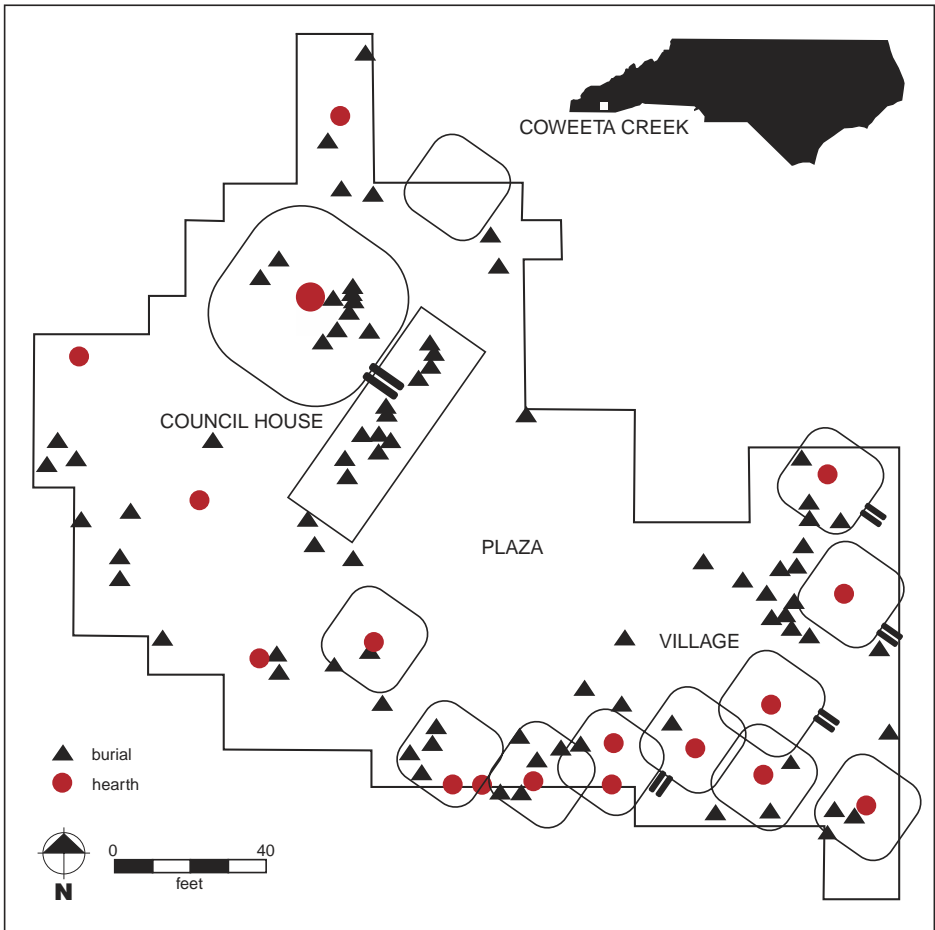 COWEETA CREEK
COUNCIL HOUSE
PLAZA
VILLAGE
burial
hearth
0 40
feet
N